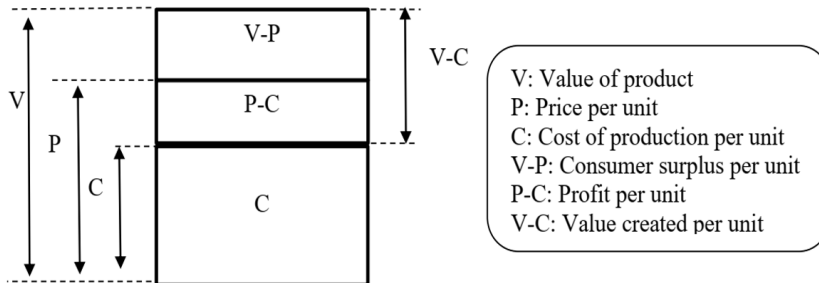 V
P
C
V-P
P-C
C
V-C
V: Value of product
P: Price per unit
C: Cost of production per unit
V-P: Consumer surplus per unit
P-C: Profit per unit
V-C: Value created per unit